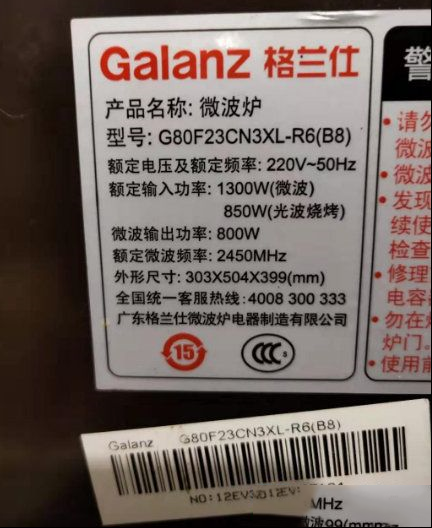 Galanz 格兰仕
产品名称: 微波炉
型号: G80F23CN3XL-R6(B8)
额定电压及额定频率: 220V~50Hz
额定输入功率: 1300W(微波)
850W(光波烧烤)
微波输出功率: 800W
额定微波频率: 2450MHz
外形尺寸: 303X504X399(mm)
全国统一客服热线: 4008 300 333
广东格兰仕微波炉电器制造有限公司
15
CCC S
警
• 请勿
微波
• 微波
• 发现
续使
检查
• 修理
电容
• 勿在
炉门。
• 使用前
Galanz G80F23CN3XL-R6(B8)
MHz